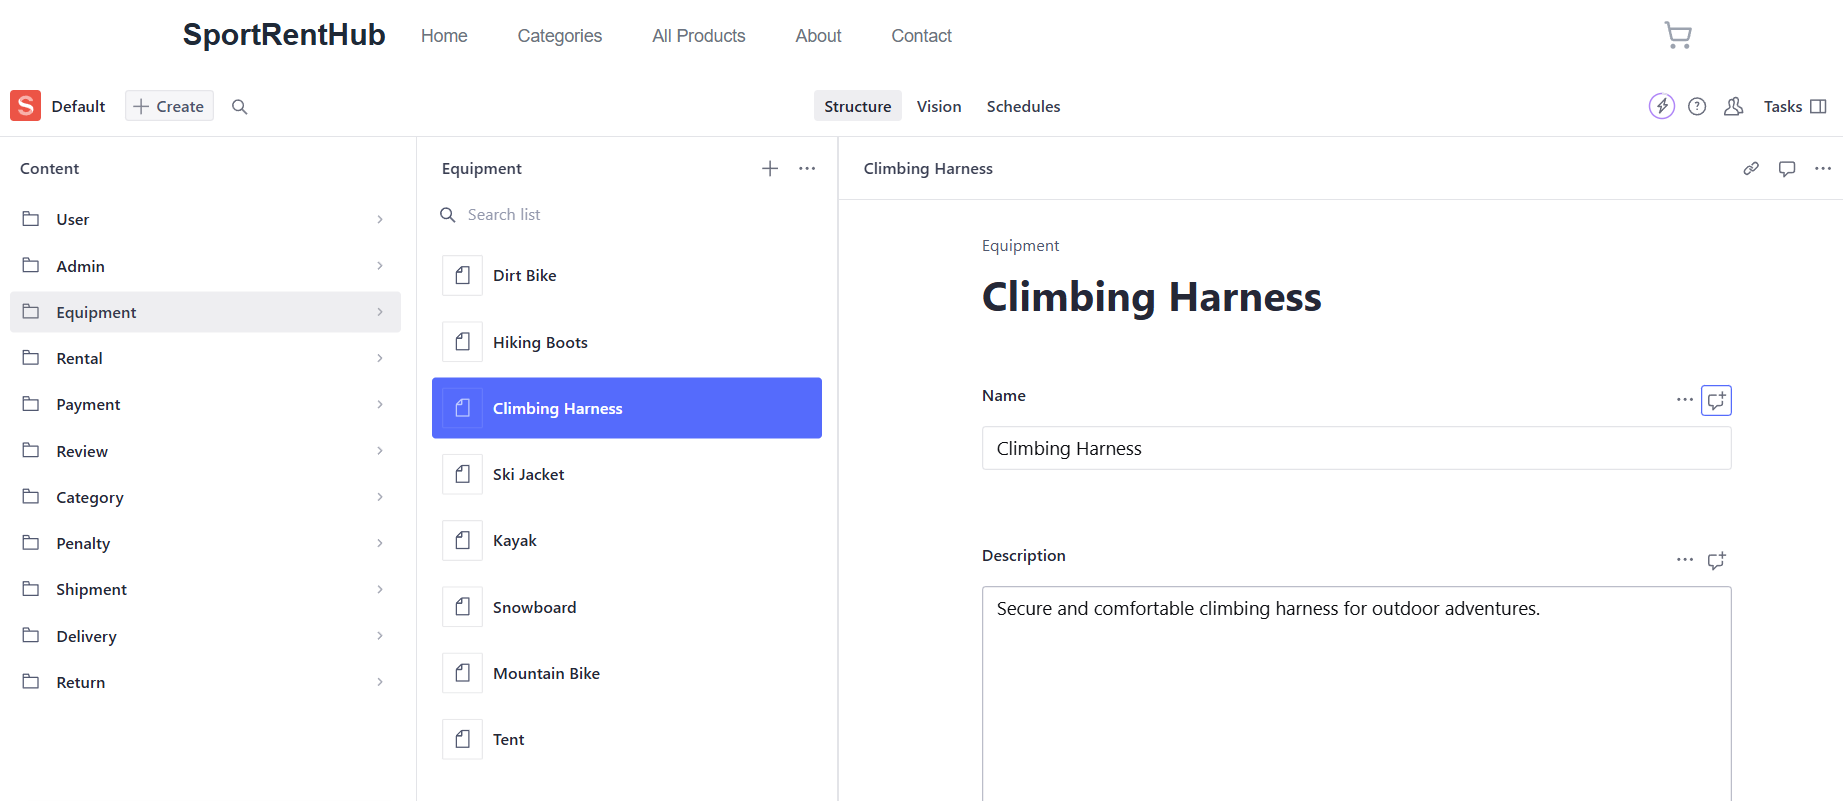 SportRentHub Home Categories All Products About Contact
S Default Create Structure Vision Schedules Tasks
Content
User
Admin
Equipment
Rental
Payment
Review
Category
Penalty
Shipment
Delivery
Return
Equipment
Search list
Dirt Bike
Hiking Boots
Climbing Harness
Ski Jacket
Kayak
Snowboard
Mountain Bike
Tent
Climbing Harness
Equipment
Climbing Harness
Name
Climbing Harness
Description
Secure and comfortable climbing harness for outdoor adventures.